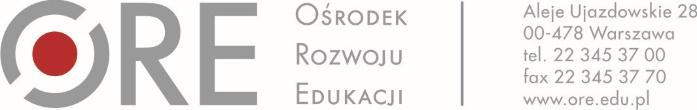 ORE
Ośrodek
Rozwoju
Edukacji
Aleje Ujazdowskie 28
00-478 Warszawa
tel. 22 345 37 00
fax 22 345 37 70
www.ore.edu.pl